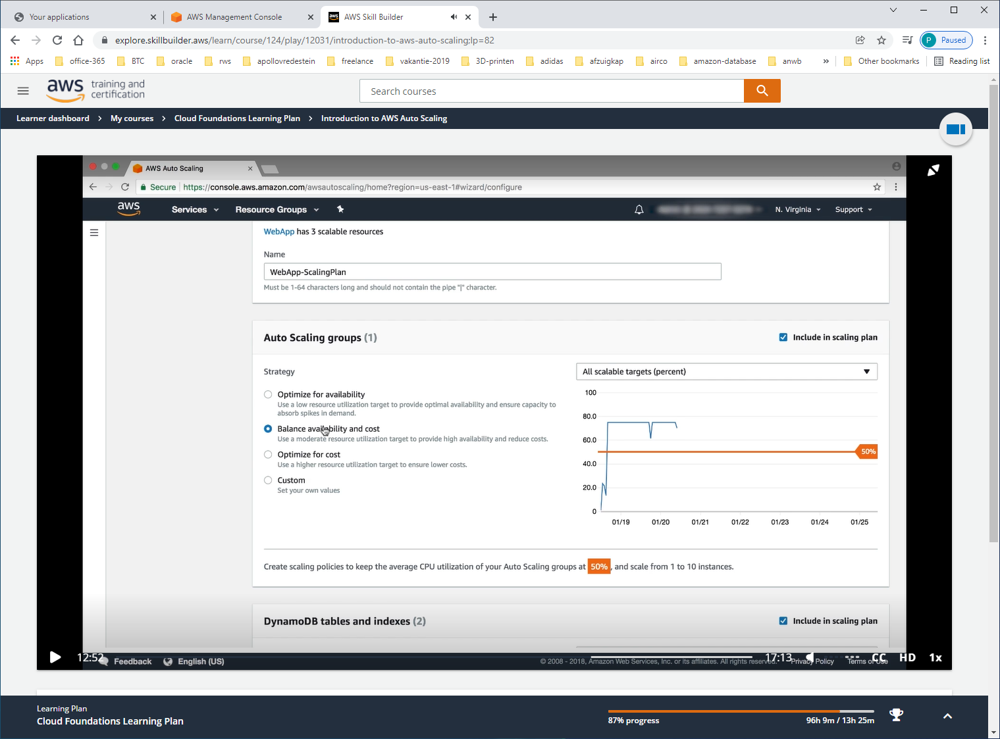 Your applications
AWS Management Console
AWS Skill Builder
explore.skillbuilder.aws/learn/course/124/play/12031/introduction-to-aws-auto-scaling;lp=82
P Paused
Apps office-365 BTC oracle rws apollovredestein freelance vakantie-2019 3D-printen adidas afzuigkap airco amazon-database anwb » Other bookmarks Reading list
aws training and
certification
Search courses
Learner dashboard > My courses > Cloud Foundations Learning Plan > Introduction to AWS Auto Scaling
AWS Auto Scaling
Secure https://console.aws.amazon.com/awsautoscaling/home?region=us-east-1#wizard/configure
aws Services Resource Groups N. Virginia Support
WebApp has 3 scalable resources
Name
WebApp-ScalingPlan
Must be 1-64 characters long and should not contain the pipe "|" character.
Auto Scaling groups (1) Include in scaling plan
Strategy
All scalable targets (percent)
Optimize for availability
Use a low resource utilization target to provide optimal availability and ensure capacity to
absorb spikes in demand.
Balance availability and cost
Use a moderate resource utilization target to provide high availability and reduce costs.
Optimize for cost
Use a higher resource utilization target to ensure lower costs.
Custom
Set your own values
100
80.0
60.0
50%
40.0
20.0
0
01/19 01/20 01/21 01/22 01/23 01/24 01/25
Create scaling policies to keep the average CPU utilization of your Auto Scaling groups at 50%, and scale from 1 to 10 instances.
DynamoDB tables and indexes (2) Include in scaling plan
12:52 17:13 CC HD 1x
Feedback English (US) © 2008 - 2018, Amazon Web Services, Inc. or its affiliates. All rights reserved. Privacy Policy Terms of Use
Learning Plan
Cloud Foundations Learning Plan
87% progress 96h 9m / 13h 25m